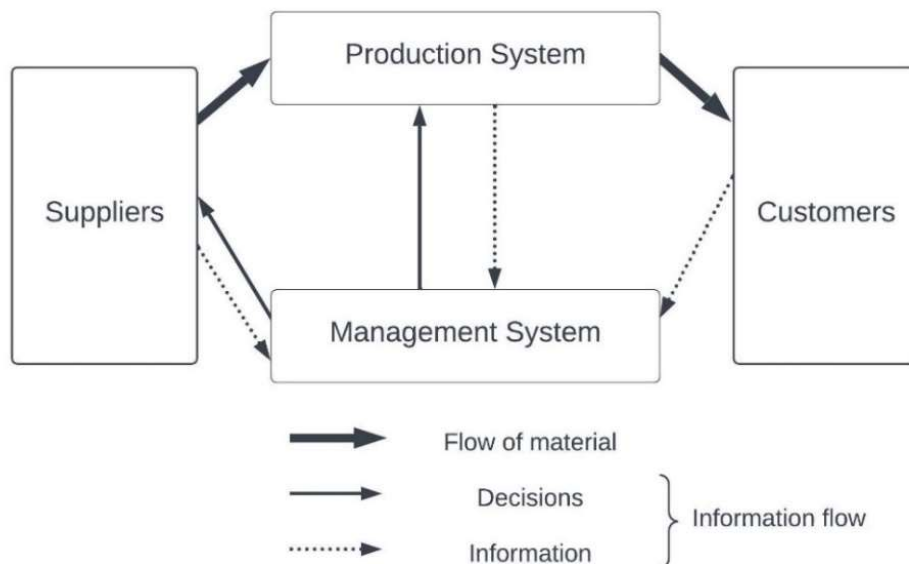 Production System
Suppliers
Customers
Management System
Flow of material
Decisions
Information flow
Information